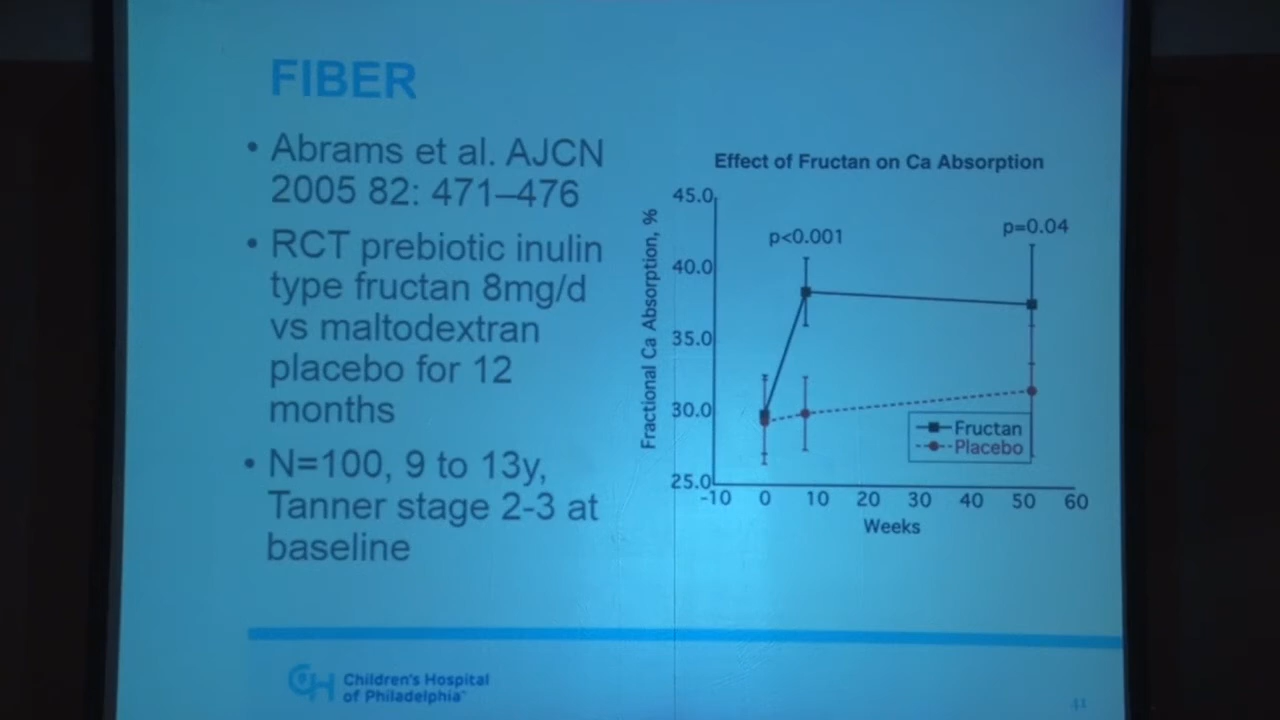 FIBER
• Abrams et al. AJCN
2005 82: 471–476
• RCT prebiotic inulin
type fructan 8mg/d
vs maltodextran
placebo for 12
months
• N=100, 9 to 13y,
Tanner stage 2-3 at
baseline
Effect of Fructan on Ca Absorption
Fractional Ca Absorption, %
45.0
40.0
35.0
30.0
25.0
p<0.001
p=0.04
Fructan
Placebo
-10 0 10 20 30 40 50 60
Weeks
Children's Hospital
of Philadelphia
41